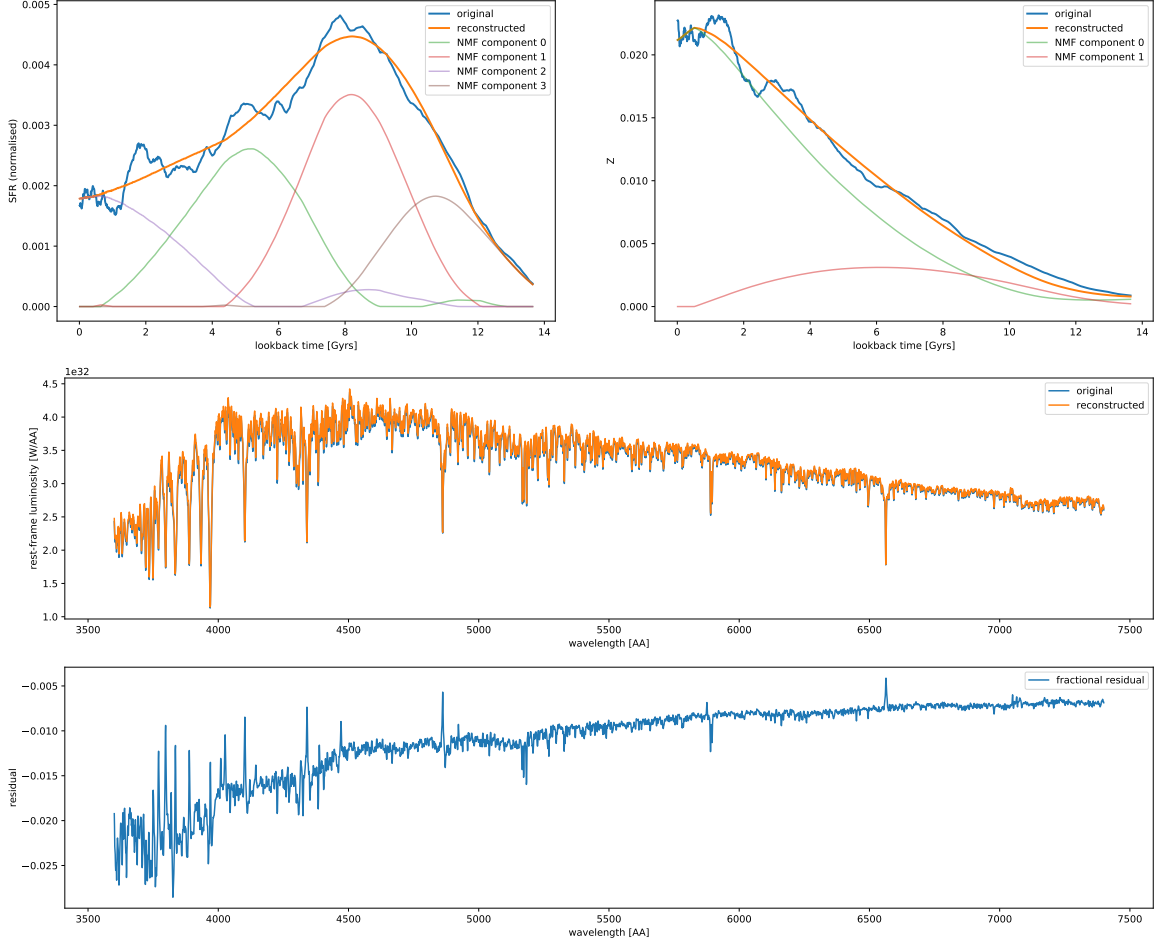 0.005
0.004
0.003
0.002
0.001
0.000
SFR (normalised)
original
reconstructed
NMF component 0
NMF component 1
NMF component 2
NMF component 3
0 2 4 6 8 10 12 14
lookback time [Gyrs]
0.020
0.015
0.010
0.005
0.000
Z
original
reconstructed
NMF component 0
NMF component 1
0 2 4 6 8 10 12 14
lookback time [Gyrs]
1e32
4.5
4.0
3.5
3.0
2.5
2.0
1.5
1.0
rest-frame luminosity [W/AA]
original
reconstructed
3500 4000 4500 5000 5500 6000 6500 7000 7500
wavelength [AA]
−0.005
−0.010
−0.015
−0.020
−0.025
residual
fractional residual
3500 4000 4500 5000 5500 6000 6500 7000 7500
wavelength [AA]